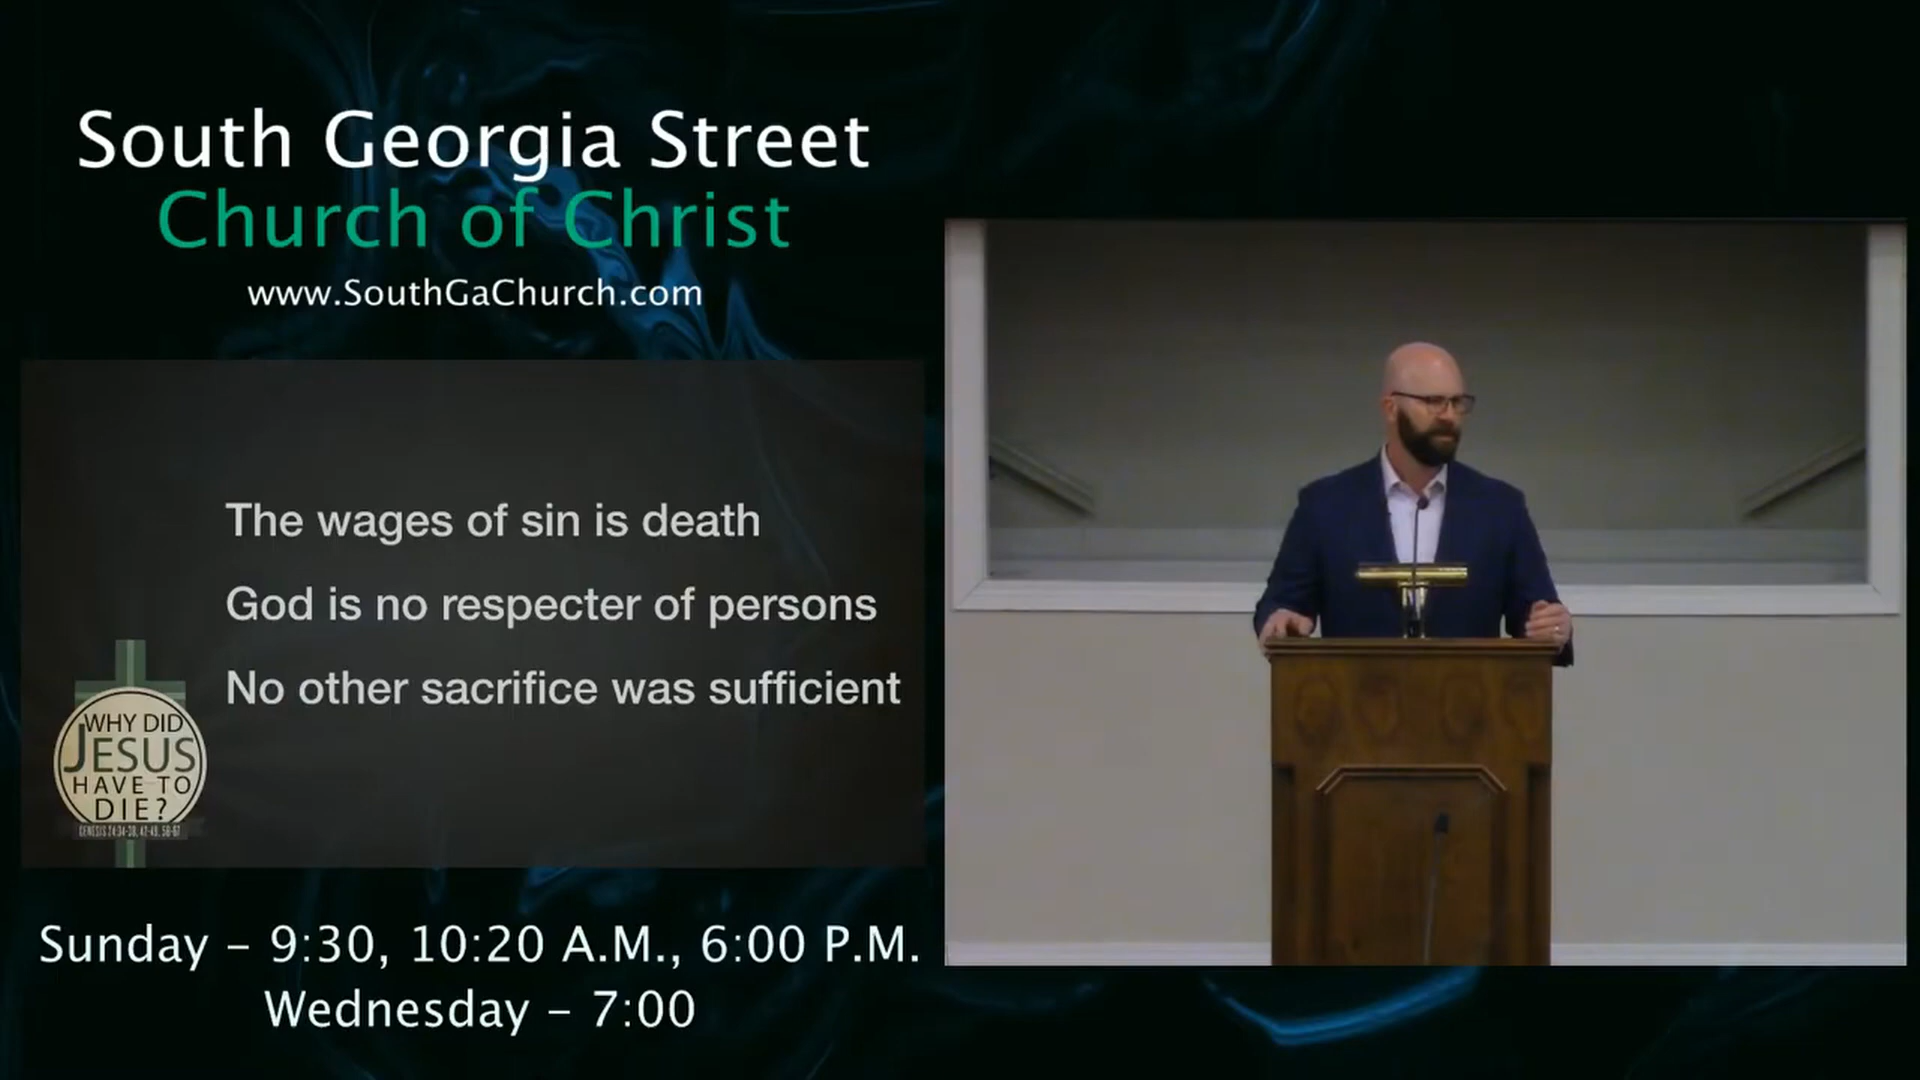 South Georgia Street
Church of Christ
www.SouthGaChurch.com
The wages of sin is death
God is no respecter of persons
No other sacrifice was sufficient
WHY DID
JESUS
HAVE TO
DIE?
Sunday – 9:30, 10:20 A.M., 6:00 P.M.
Wednesday – 7:00